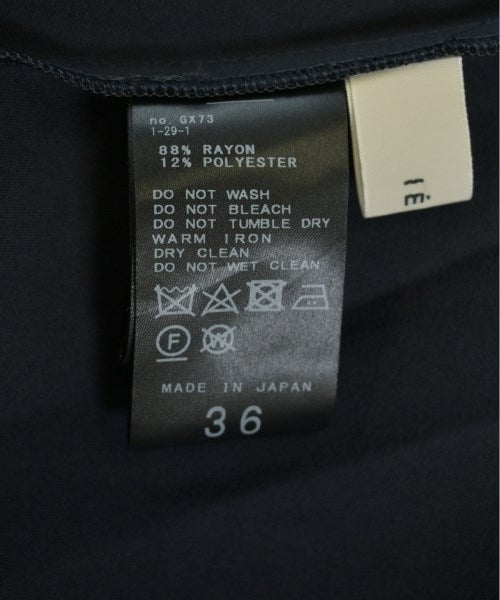 no. GX73
1-29-1
88% RAYON
12% POLYESTER
DO NOT WASH
DO NOT BLEACH
DO NOT TUMBLE DRY
WARM IRON
DRY CLEAN
DO NOT WET CLEAN
F W
MADE IN JAPAN
36